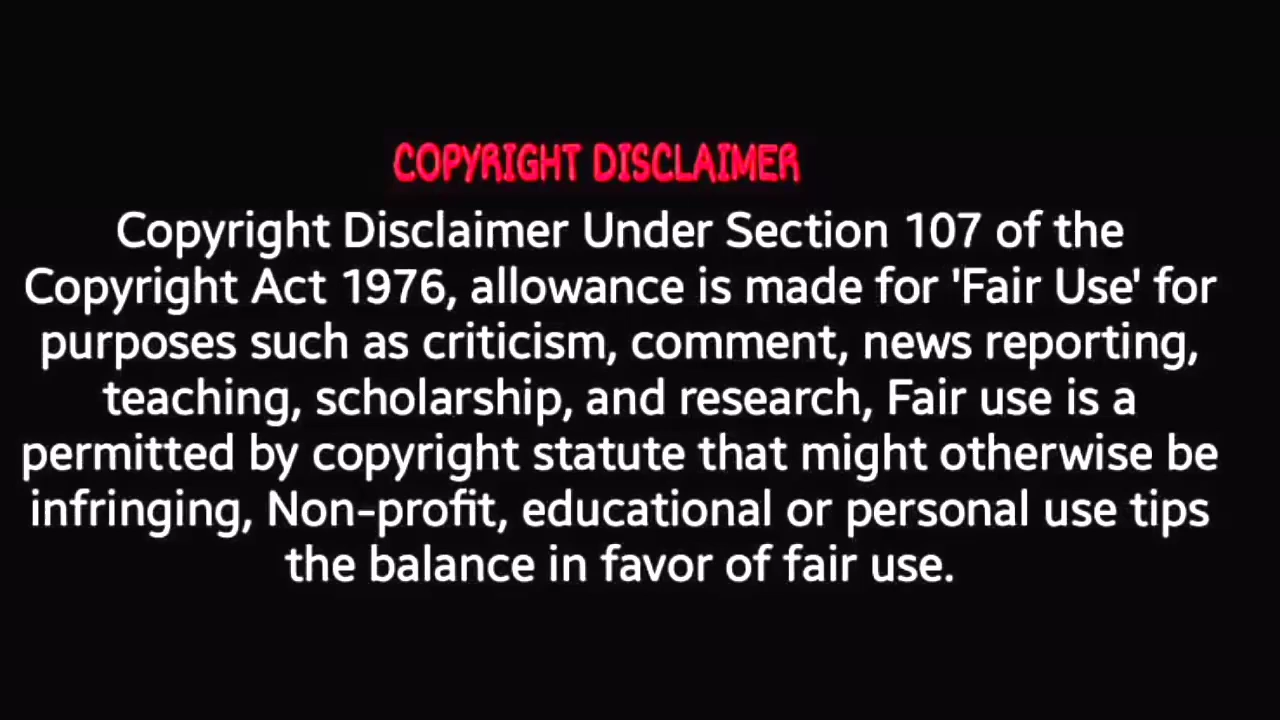 COPYRIGHT DISCLAIMER
Copyright Disclaimer Under Section 107 of the
Copyright Act 1976, allowance is made for 'Fair Use' for
purposes such as criticism, comment, news reporting,
teaching, scholarship, and research, Fair use is a
permitted by copyright statute that might otherwise be
infringing, Non-profit, educational or personal use tips
the balance in favor of fair use.